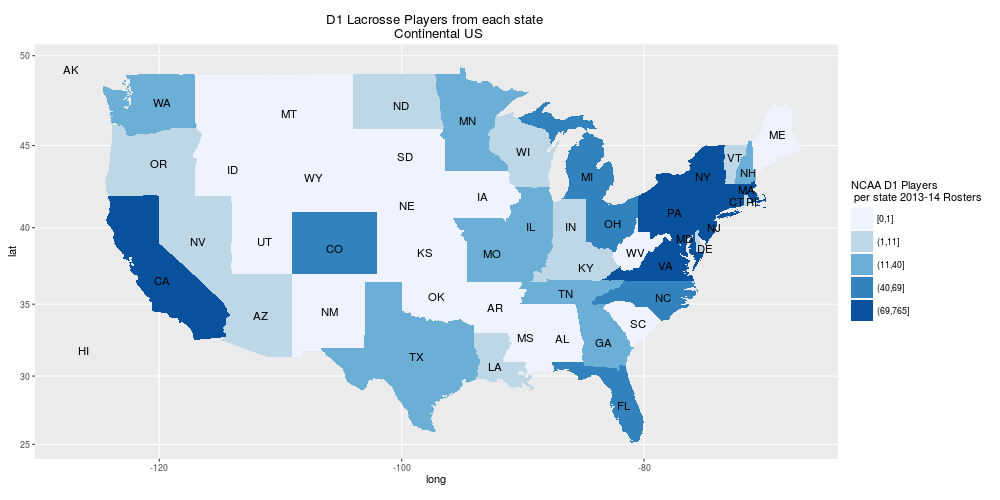 D1 Lacrosse Players from each state
Continental US
50
45
40
35
30
25
lat
-120
-100
-80
long
AK
HI
WA
MT
ND
MN
ME
OR
ID
SD
WI
VT
NH
WY
MI
NY
MA
NE
IA
CT RI
PA
NV
UT
CO
IL
IN
OH
NJ
MD
DE
CA
KS
MO
KY
WV
VA
AZ
NM
OK
AR
TN
NC
SC
TX
MS
AL
GA
LA
FL
NCAA D1 Players
per state 2013-14 Rosters
[0,1]
(1,11]
(11,40]
(40,69]
(69,765]